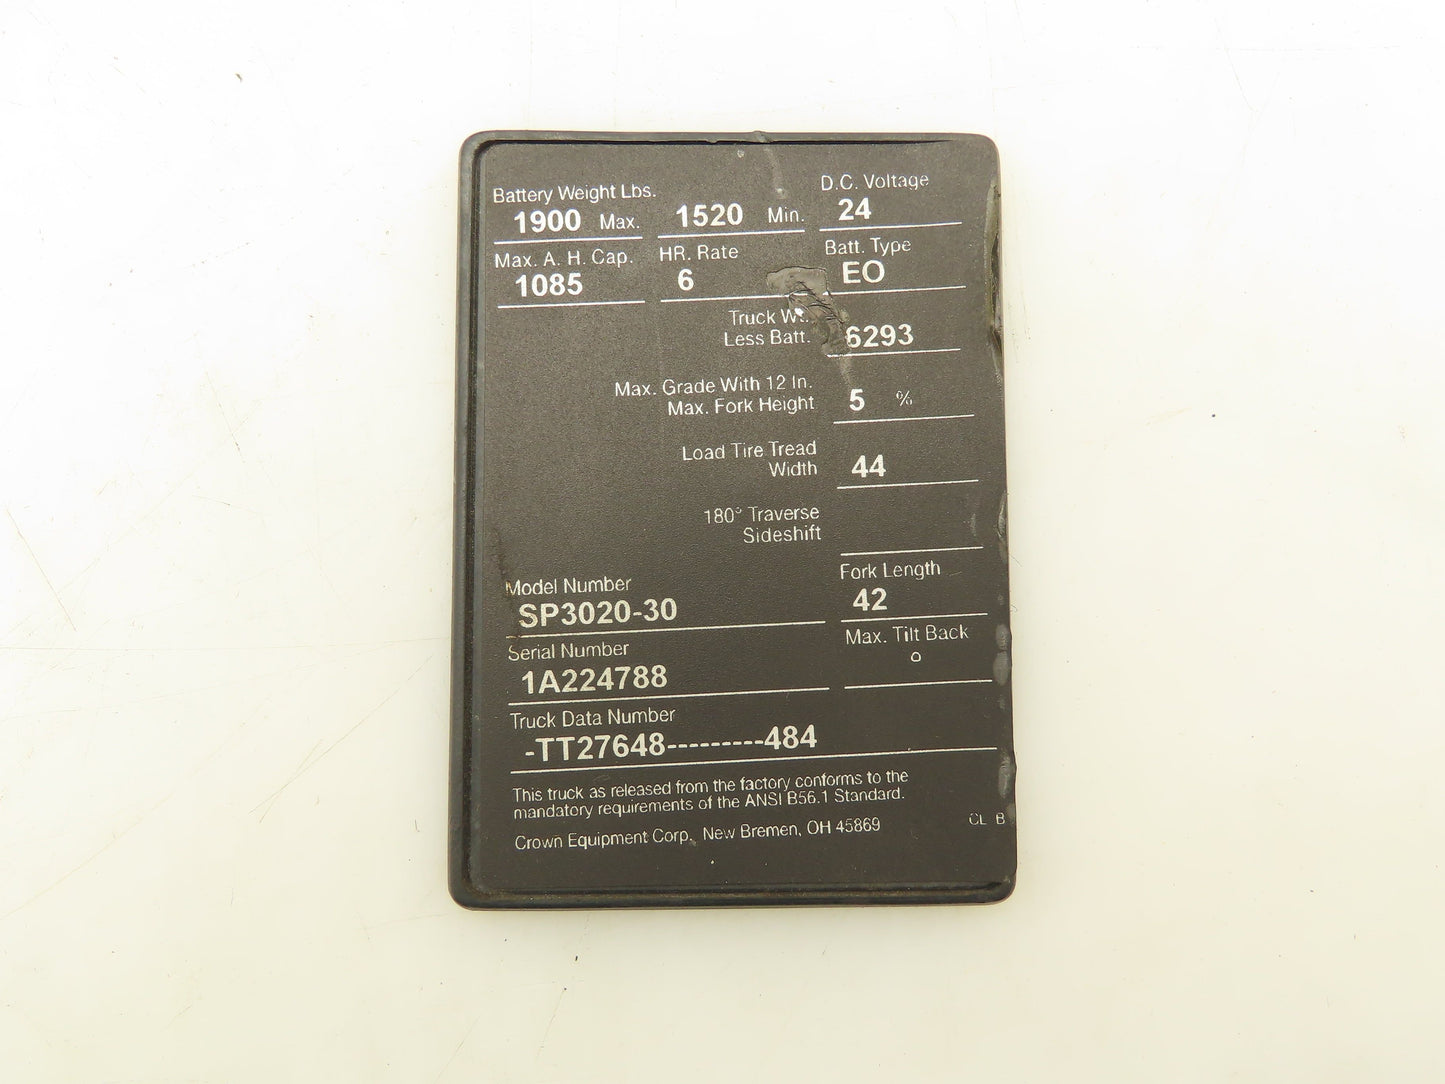 Battery Weight Lbs. D.C. Voltage
1900 Max. 1520 Min. 24
Max. A. H. Cap. HR. Rate Batt. Type
1085 6 EO
Truck Wt.
Less Batt. 6293
Max. Grade With 12 In.
Max. Fork Height 5 %
Load Tire Tread
Width 44
180° Traverse
Sideshift
Model Number Fork Length
SP3020-30 42
Serial Number Max. Tilt Back
1A224788 °
Truck Data Number
-TT27648---------484
This truck as released from the factory conforms to the
mandatory requirements of the ANSI B56.1 Standard.
Crown Equipment Corp., New Bremen, OH 45869 CL B